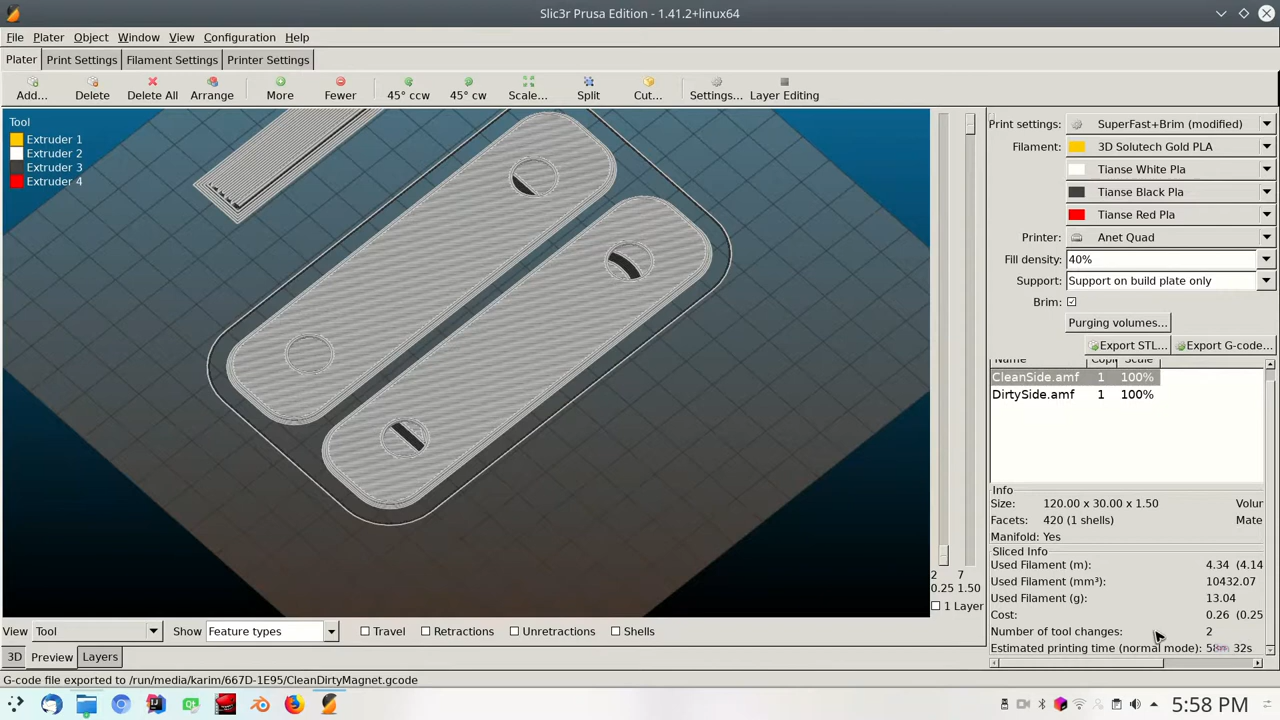 Slic3r Prusa Edition - 1.41.2+linux64
File Plater Object Window View Configuration Help
Plater Print Settings Filament Settings Printer Settings
Add... Delete Delete All Arrange More Fewer 45° ccw 45° cw Scale... Split Cut... Settings... Layer Editing
Tool
Extruder 1
Extruder 2
Extruder 3
Extruder 4
Print settings: SuperFast+Brim (modified)
Filament: 3D Solutech Gold PLA
Tianse White Pla
Tianse Black Pla
Tianse Red Pla
Printer: Anet Quad
Fill density: 40%
Support: Support on build plate only
Brim:
Purging volumes...
Export STL... Export G-code...
Name Copi Scale
CleanSide.amf 1 100%
DirtySide.amf 1 100%
Info
Size: 120.00 x 30.00 x 1.50 Volur
Facets: 420 (1 shells) Mate
Manifold: Yes
Sliced Info
Used Filament (m): 4.34 (4.14
Used Filament (mm³): 10432.07
Used Filament (g): 13.04
Cost: 0.26 (0.25
Number of tool changes: 2
Estimated printing time (normal mode): 58m 32s
2 7
0.25 1.50
1 Layer
View Tool Show Feature types Travel Retractions Unretractions Shells
3D Preview Layers
G-code file exported to /run/media/karim/667D-1E95/CleanDirtyMagnet.gcode
5:58 PM